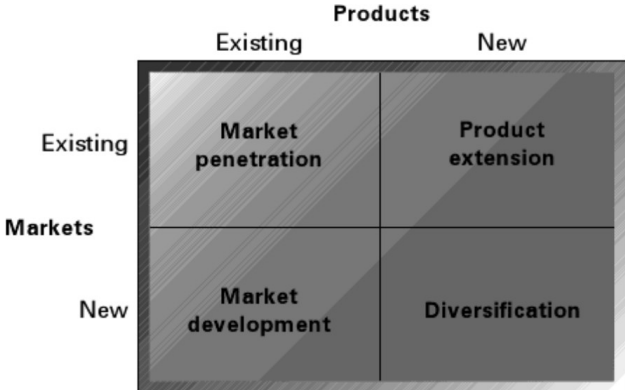 Products
Existing New
Existing
Market
penetration
Product
extension
Markets
New
Market
development
Diversification